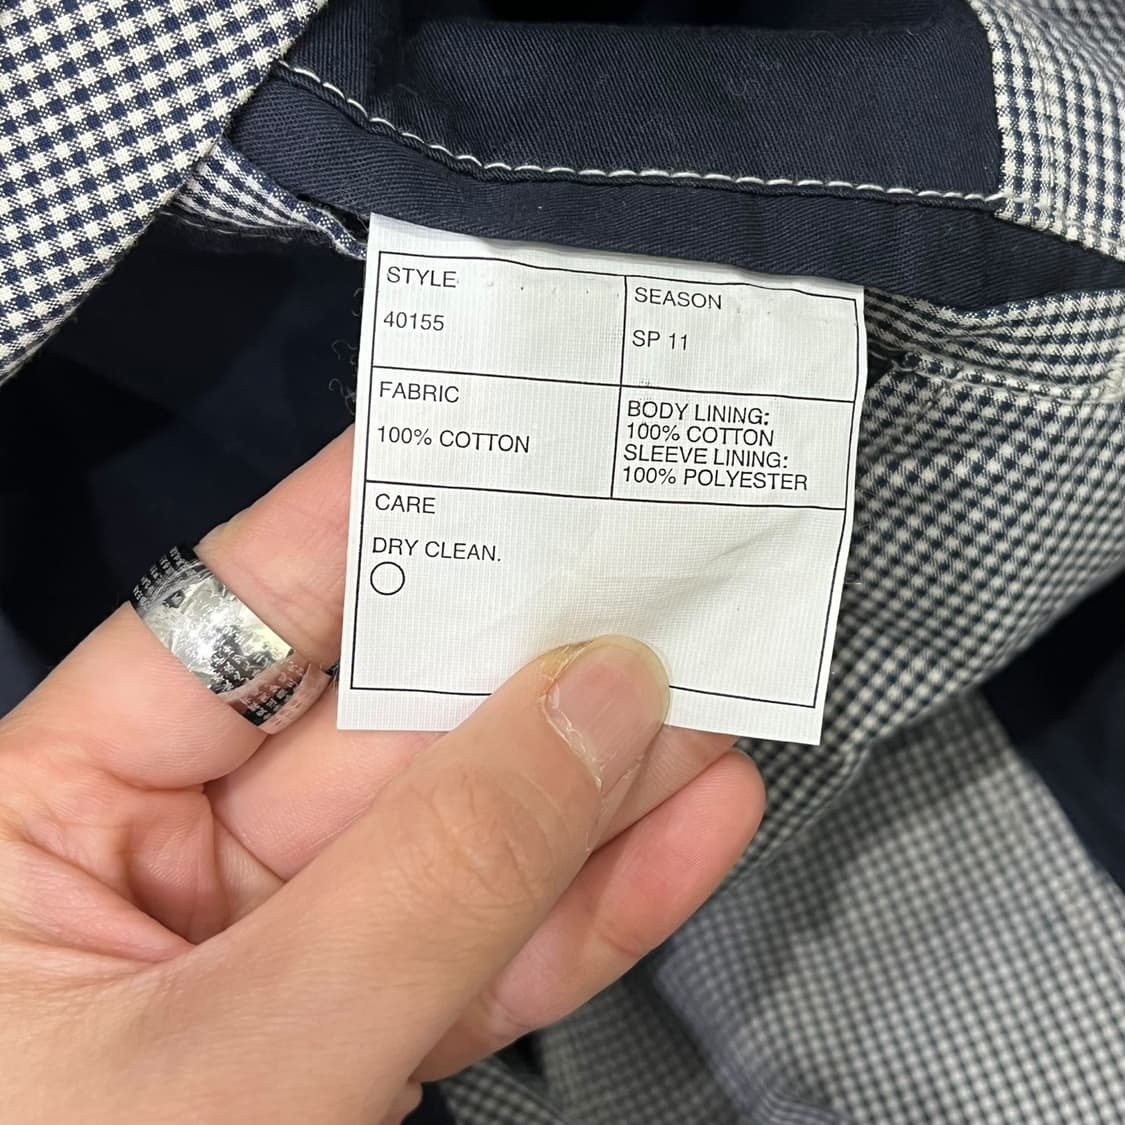 STYLE
40155
SEASON
SP 11
FABRIC
100% COTTON
BODY LINING:
100% COTTON
SLEEVE LINING:
100% POLYESTER
CARE
DRY CLEAN.